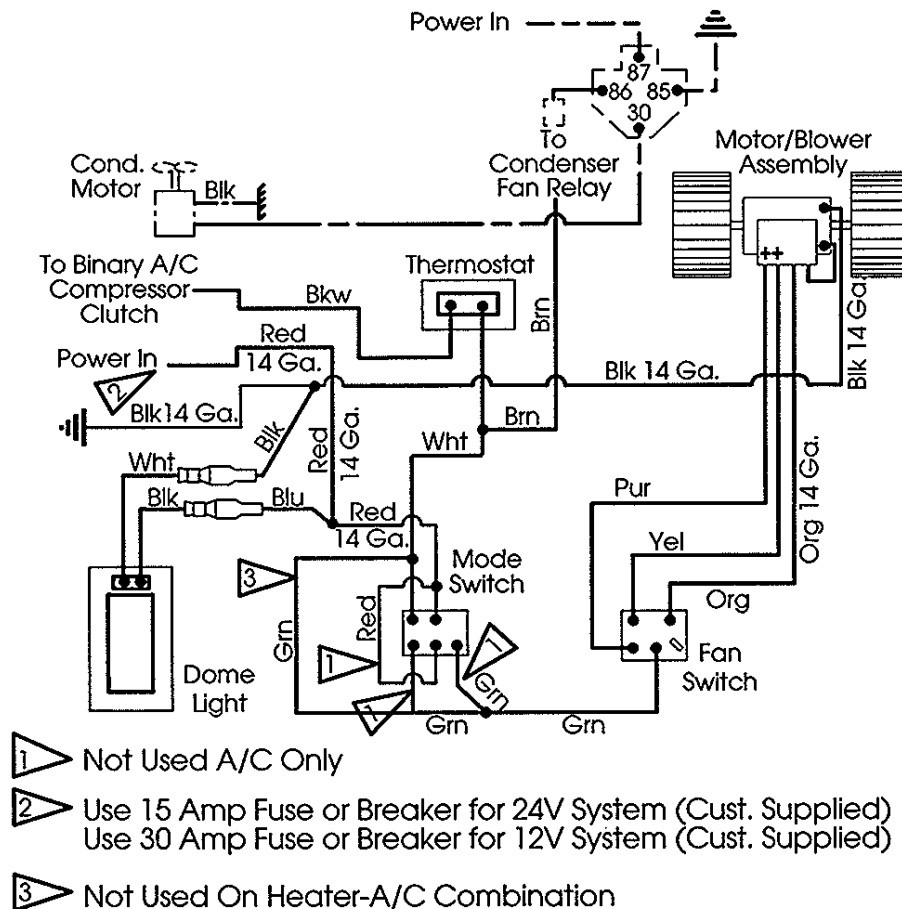 Power In
87
86 85
30
To
Condenser
Fan Relay
Motor/Blower
Assembly
Cond.
Motor
Blk
++
To Binary A/C
Compressor
Clutch
Bkw
Thermostat
Brn
Blk 14 Ga.
Power In
Red
14 Ga.
2
Blk 14 Ga.
Blk14 Ga.
Blk
Red
14 Ga.
Wht
Brn
Wht
Blk
Blu
Red
14 Ga.
Pur
Yel
Org 14 Ga.
Org
Mode
Switch
3
Grn
Red
1
1
1
Grn
Grn
Grn
Dome
Light
Fan
Switch
1 Not Used A/C Only
2 Use 15 Amp Fuse or Breaker for 24V System (Cust. Supplied)
Use 30 Amp Fuse or Breaker for 12V System (Cust. Supplied)
3 Not Used On Heater-A/C Combination